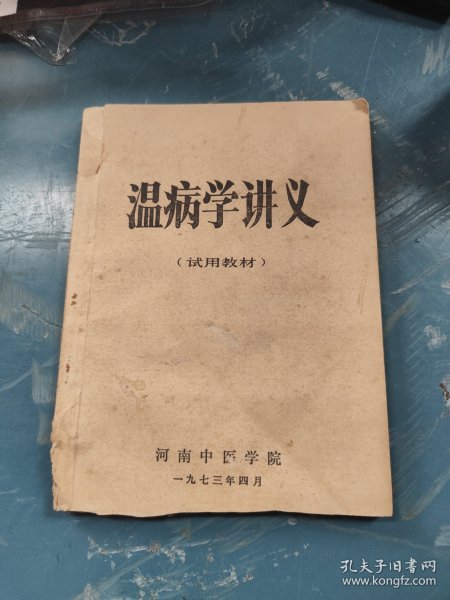 温病学讲义
（试用教材）
河南中医学院
一九七三年四月
孔夫子旧书网
www.kongfz.com